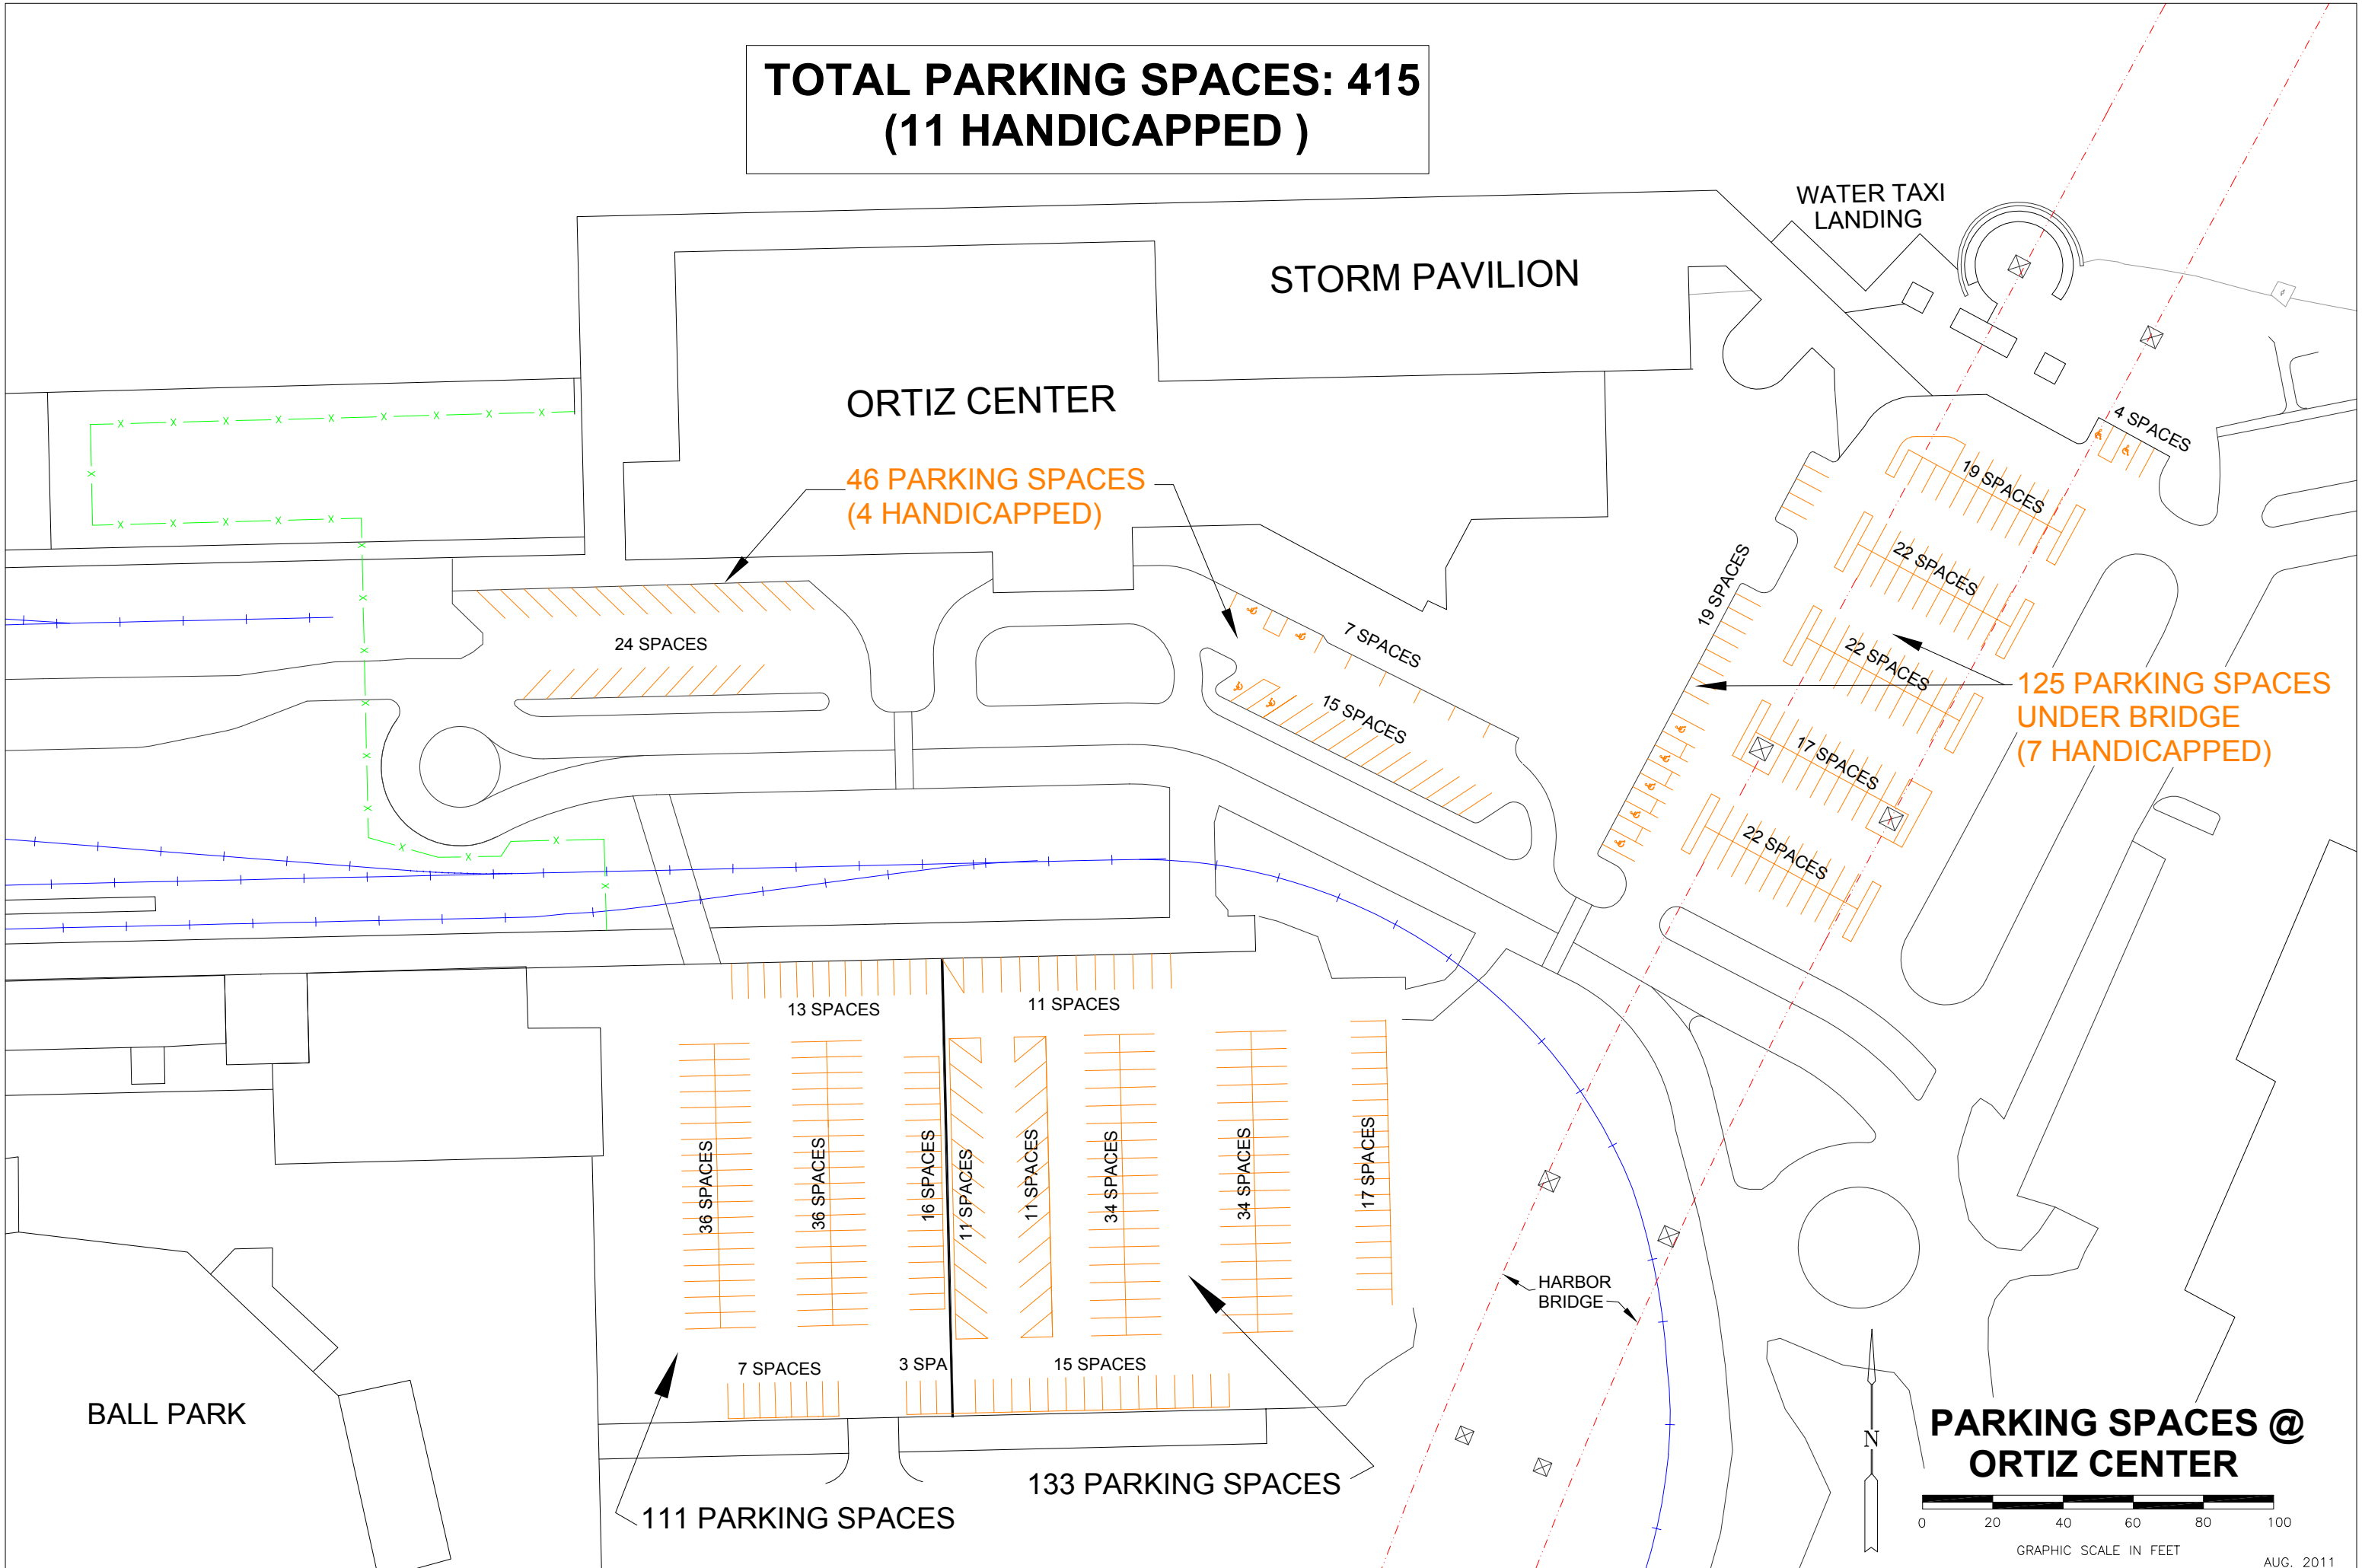 TOTAL PARKING SPACES: 415
(11 HANDICAPPED )
WATER TAXI
LANDING
STORM PAVILION
ORTIZ CENTER
46 PARKING SPACES
(4 HANDICAPPED)
4 SPACES
19 SPACES
22 SPACES
19 SPACES
22 SPACES
24 SPACES
7 SPACES
15 SPACES
125 PARKING SPACES
UNDER BRIDGE
(7 HANDICAPPED)
17 SPACES
22 SPACES
13 SPACES
11 SPACES
36 SPACES
36 SPACES
16 SPACES
11 SPACES
11 SPACES
34 SPACES
34 SPACES
17 SPACES
HARBOR
BRIDGE
7 SPACES
3 SPA
15 SPACES
BALL PARK
133 PARKING SPACES
111 PARKING SPACES
N
PARKING SPACES @
ORTIZ CENTER
0 20 40 60 80 100
GRAPHIC SCALE IN FEET
AUG. 2011